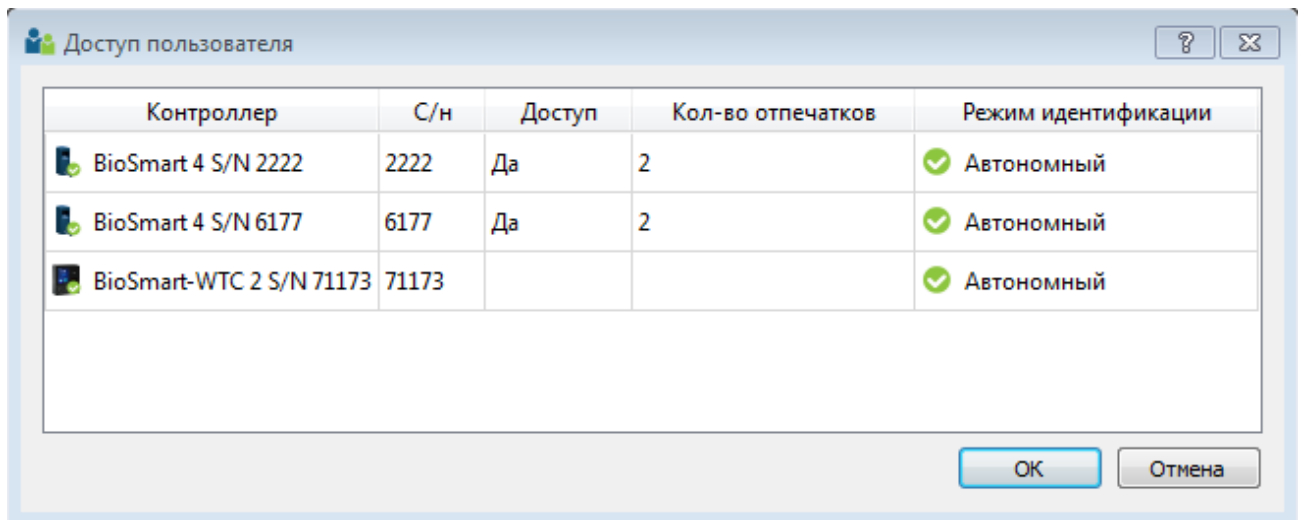 Доступ пользователя
Контроллер С/н Доступ Кол-во отпечатков Режим идентификации
BioSmart 4 S/N 2222 2222 Да 2 Автономный
BioSmart 4 S/N 6177 6177 Да 2 Автономный
BioSmart-WTC 2 S/N 71173 71173 Автономный
OK Отмена